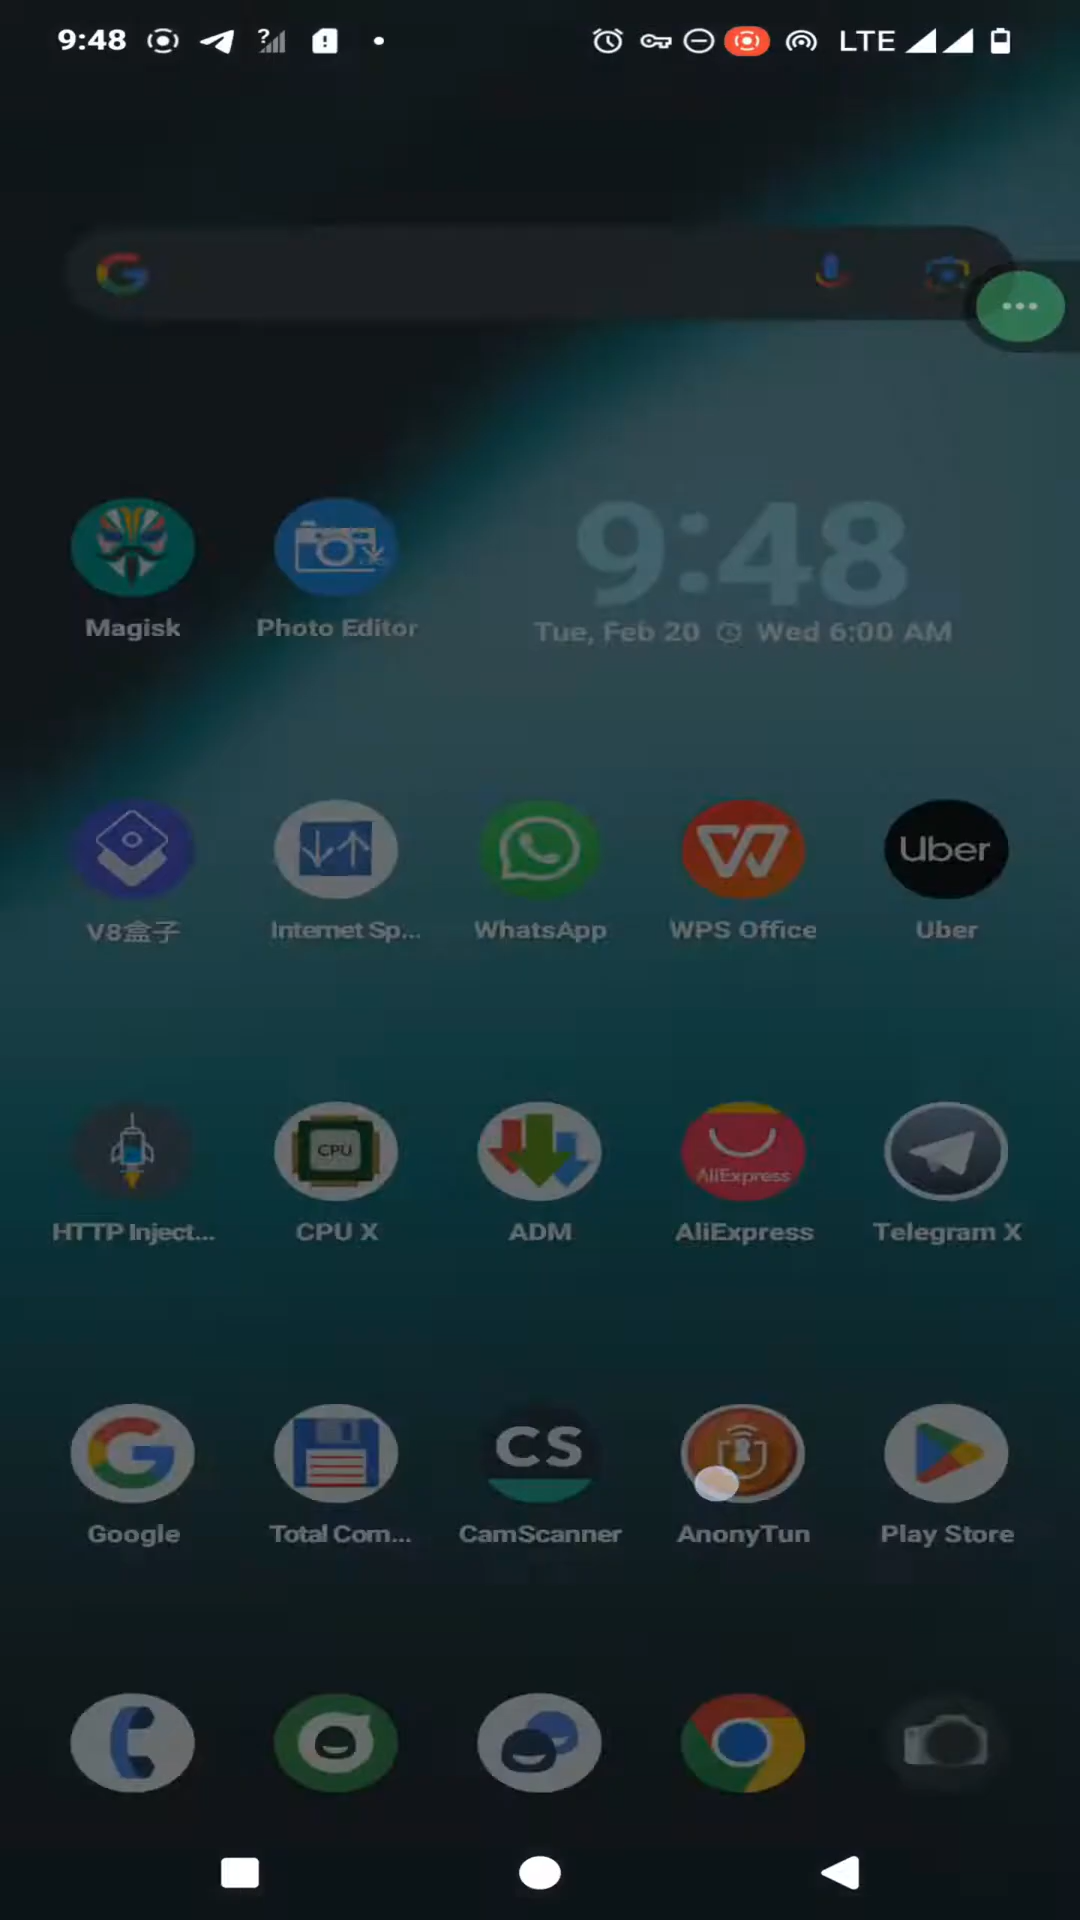 9:48 LTE
9:48
Tue, Feb 20 Wed 6:00 AM
Magisk Photo Editor
Uber
V8盒子 Internet Sp... WhatsApp WPS Office Uber
CPU
AliExpress
HTTP Inject... CPU X ADM AliExpress Telegram X
CS
Google Total Com... CamScanner AnonyTun Play Store